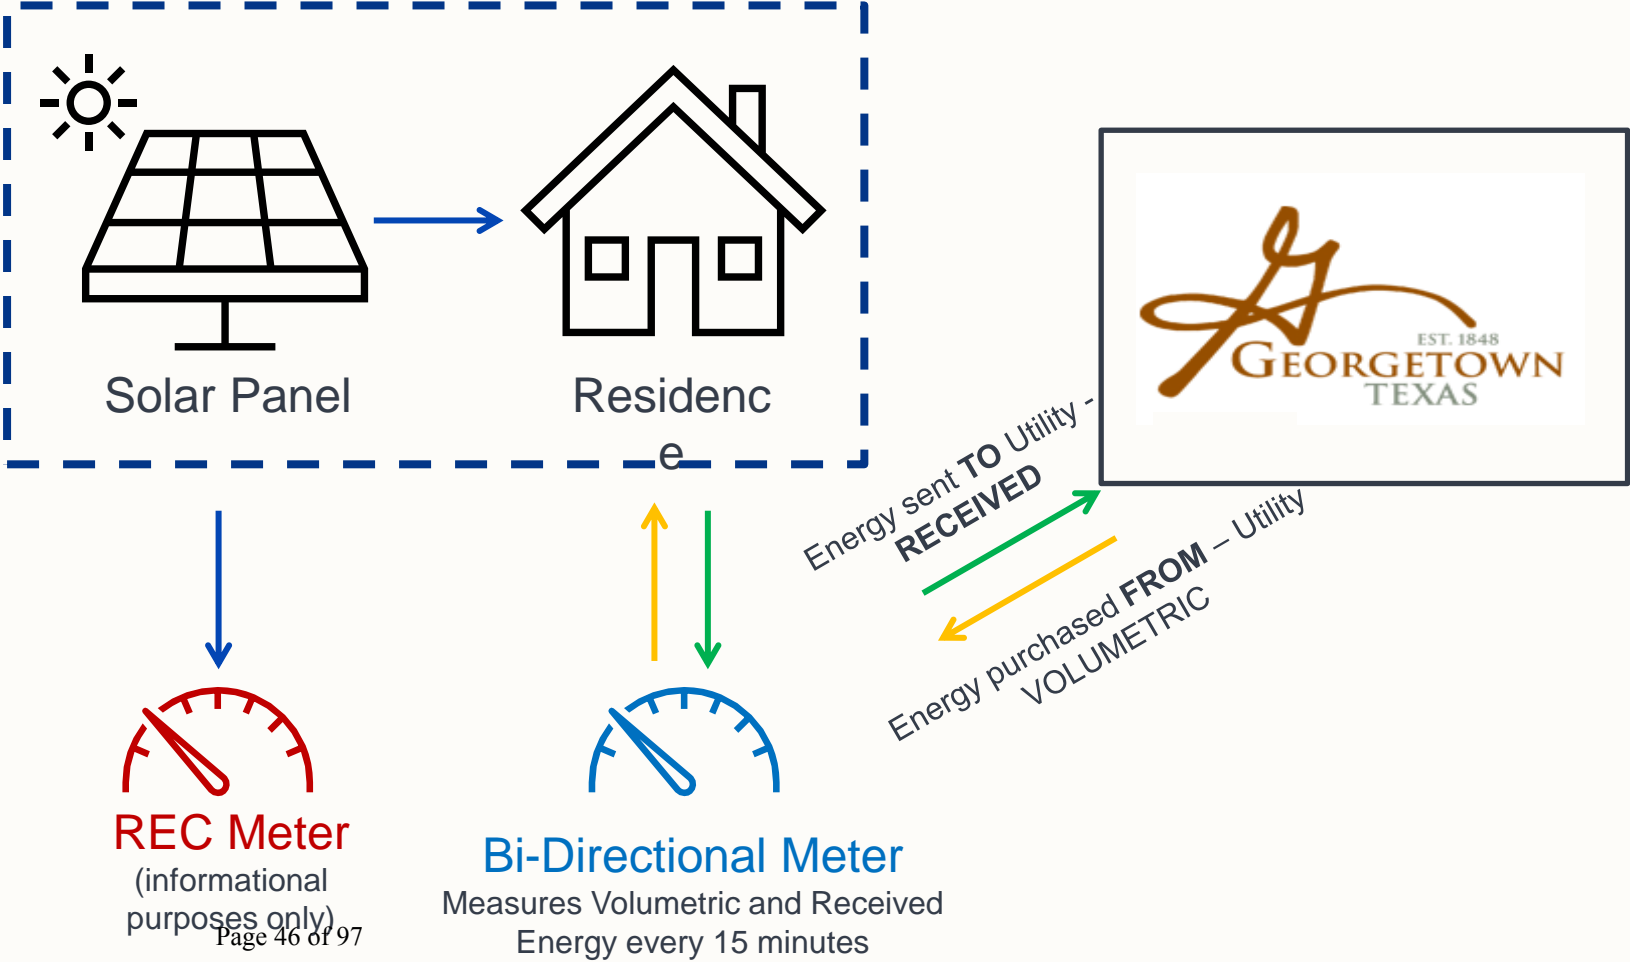 Solar Panel
Residenc
e
EST. 1848
GEORGETOWN
TEXAS
Energy sent TO Utility -
RECEIVED
Energy purchased FROM – Utility
VOLUMETRIC
REC Meter
(informational
purposes only)
Bi-Directional Meter
Measures Volumetric and Received
Energy every 15 minutes
Page 46 of 97